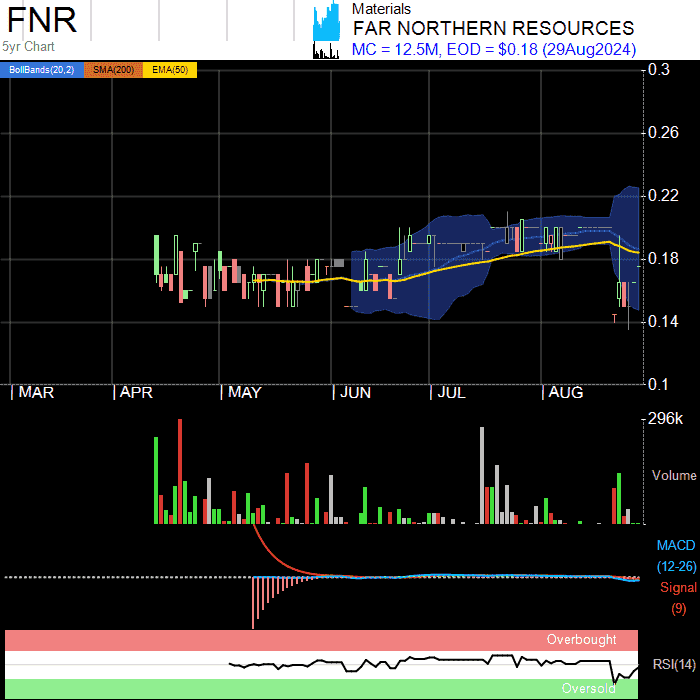 FNR
5yr Chart
Materials
FAR NORTHERN RESOURCES
MC = 12.5M, EOD = $0.18 (29Aug2024)
BollBands(20,2) SMA(200) EMA(50)
0.3
0.26
0.22
0.18
0.14
0.1
MAR APR MAY JUN JUL AUG
296k
Volume
MACD
(12-26)
Signal
(9)
Overbought
RSI(14)
Oversold